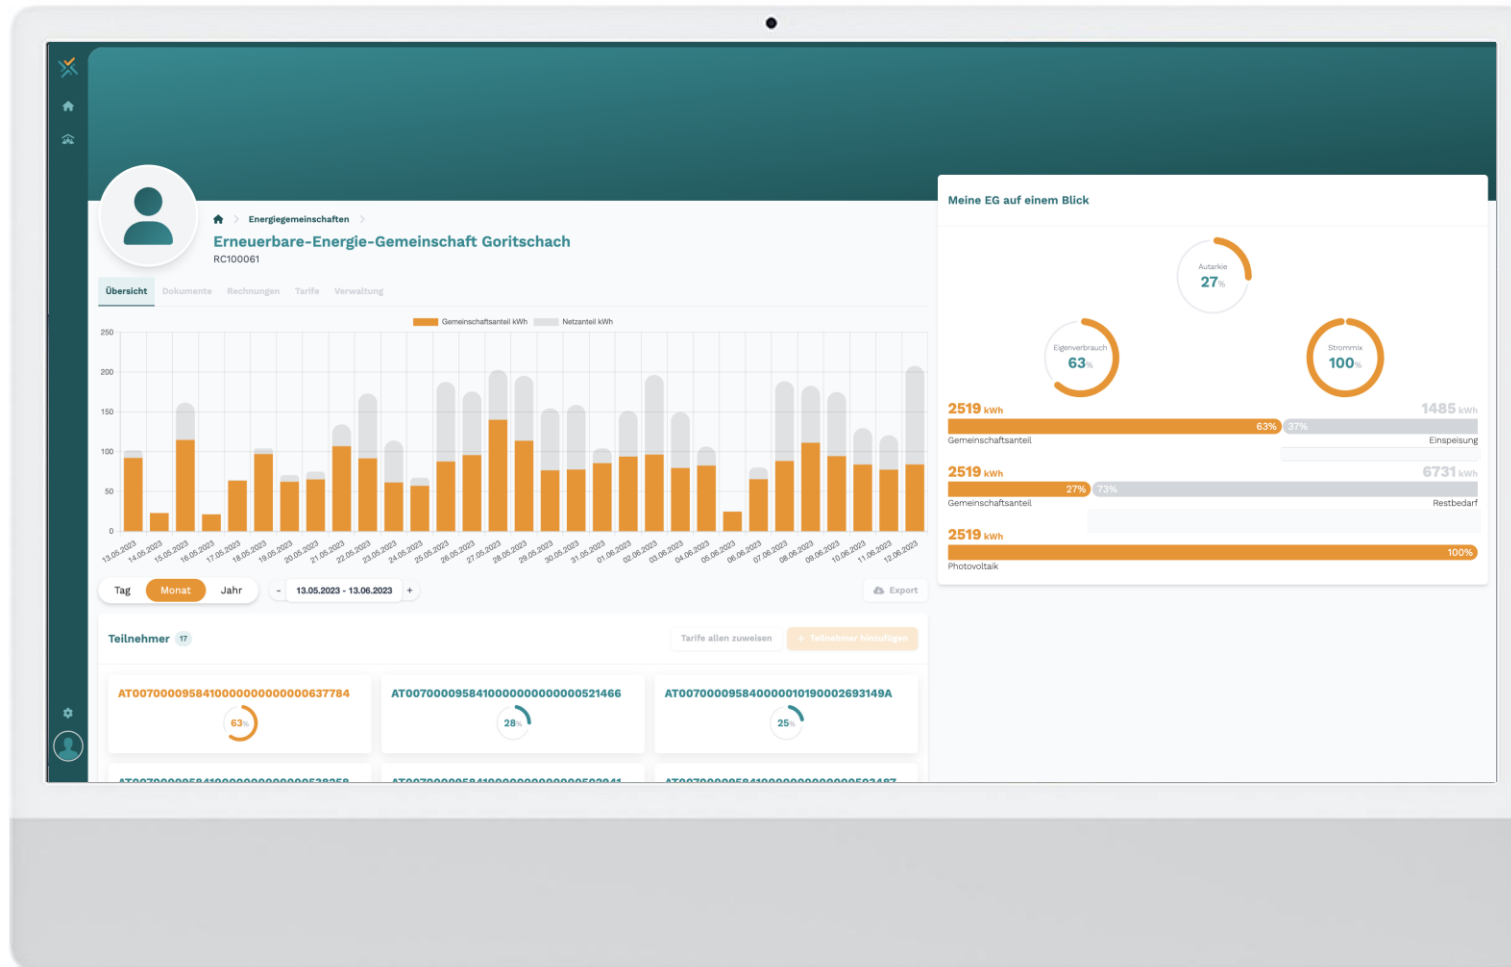 Energiegemeinschaften
Erneuerbare-Energie-Gemeinschaft Goritschach
RC100061
Übersicht Dokumente Rechnungen Tarife Verwaltung
Gemeinschaftsanteil kWh Netzanteil kWh
250
200
150
100
50
0
13.05.2023 14.05.2023 15.05.2023 16.05.2023 17.05.2023 18.05.2023 19.05.2023 20.05.2023 21.05.2023 22.05.2023 23.05.2023 24.05.2023 25.05.2023 26.05.2023 27.05.2023 28.05.2023 29.05.2023 30.05.2023 31.05.2023 01.06.2023 02.06.2023 03.06.2023 04.06.2023 05.06.2023 06.06.2023 07.06.2023 08.06.2023 09.06.2023 10.06.2023 11.06.2023 12.06.2023
Tag Monat Jahr - 13.05.2023 - 13.06.2023 + Export
Teilnehmer 17 Tarife allen zuweisen + Teilnehmer hinzufügen
AT0070000958410000000000000637784 AT0070000958410000000000000521466 AT007000095840000010190002693149A
63% 28% 25%
Meine EG auf einem Blick
Autarkie
27%
Eigenverbrauch
63%
Strommix
100%
2519 kWh 1485 kWh
63% 37%
Gemeinschaftsanteil Einspeisung
2519 kWh 6731 kWh
27% 73%
Gemeinschaftsanteil Restbedarf
2519 kWh
100%
Photovoltaik